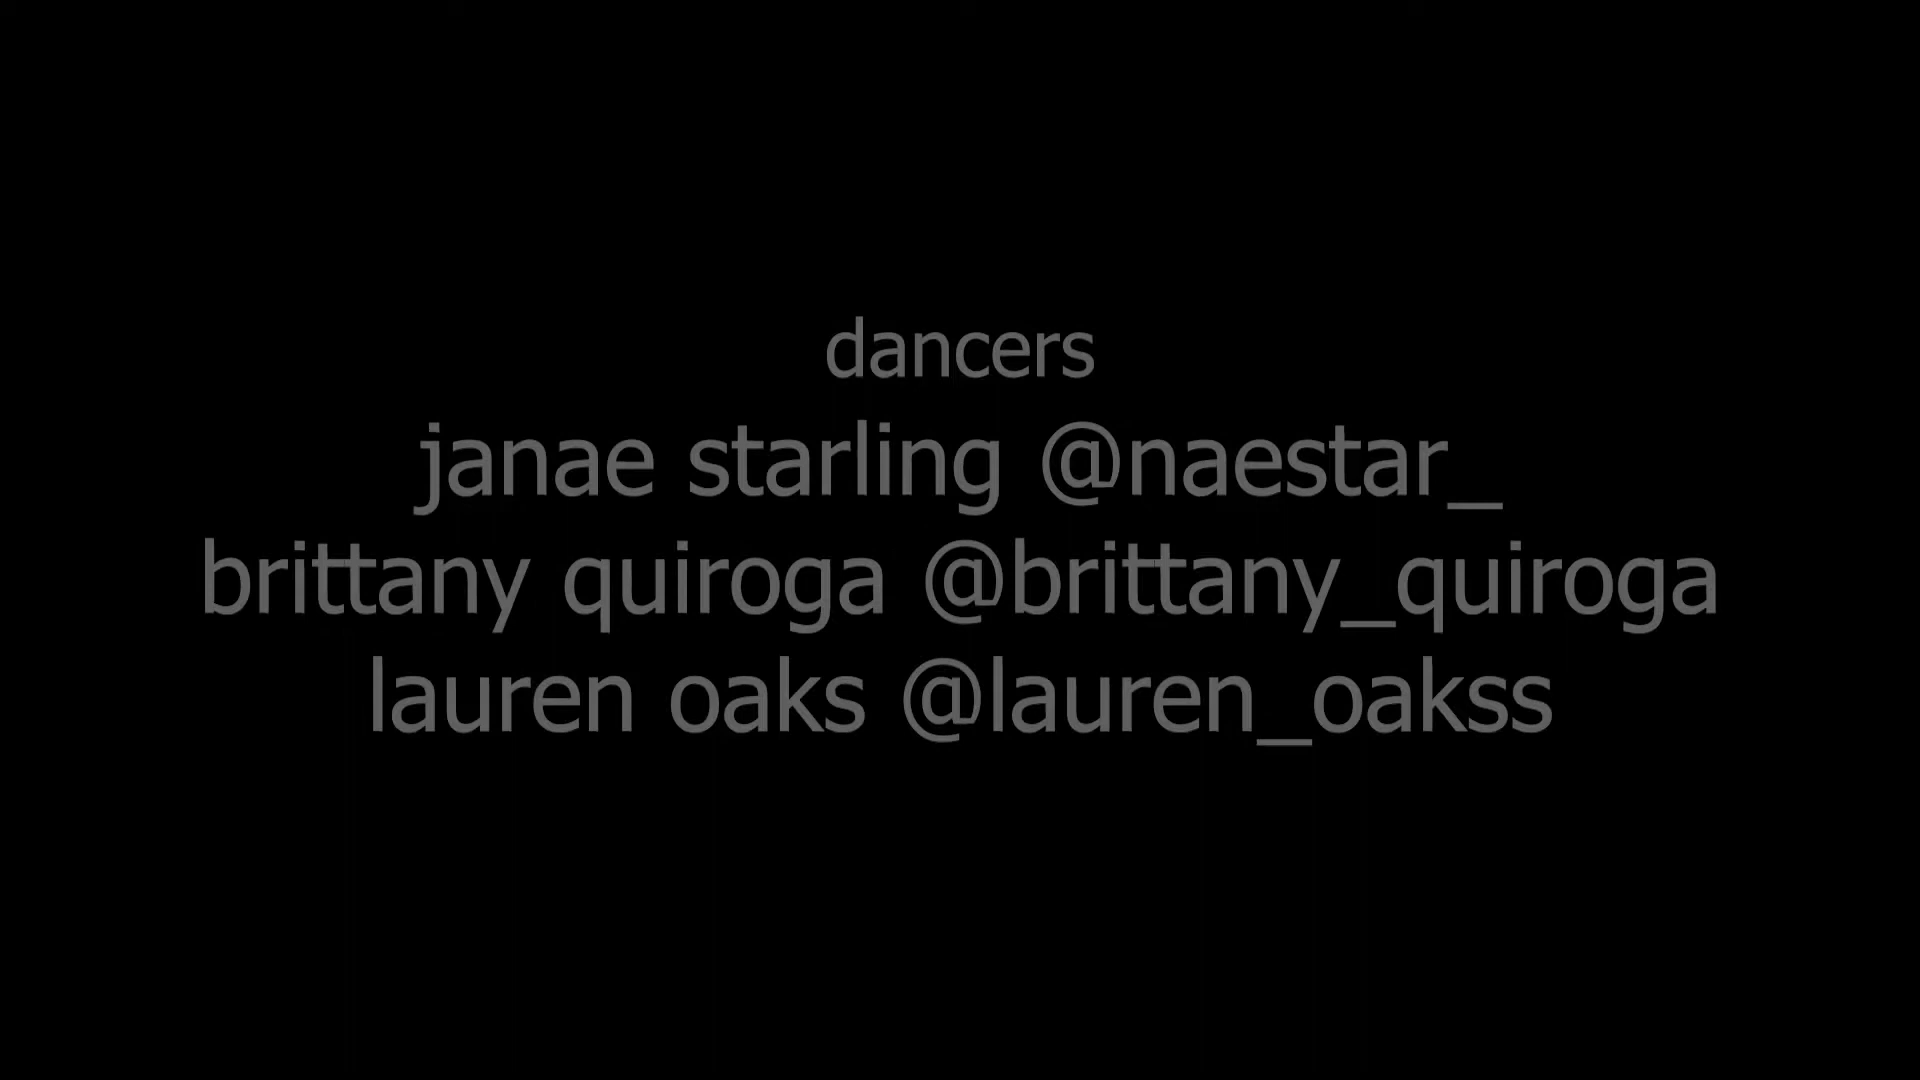 dancers
janae starling @naestar_
brittany quiroga @brittany_quiroga
lauren oaks @lauren_oakss